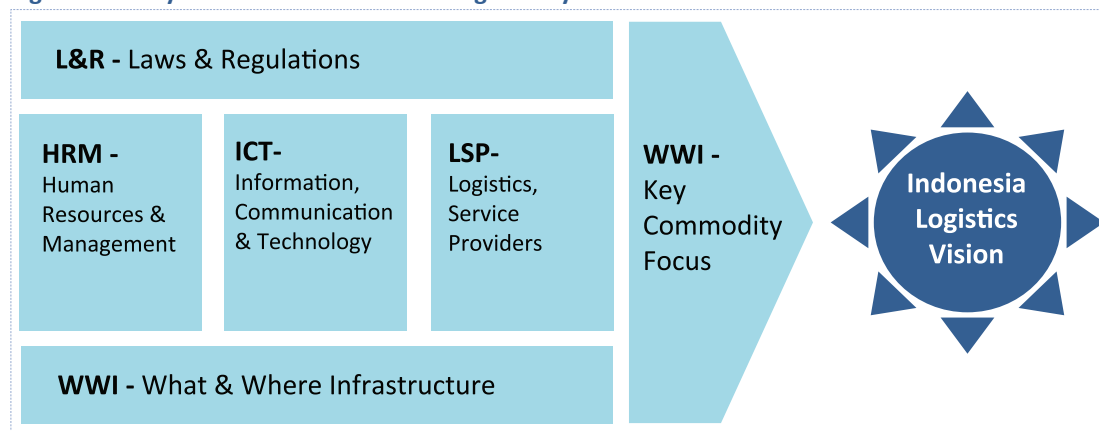 L&R - Laws & Regulations
HRM -
Human
Resources &
Management
ICT-
Information,
Communication
& Technology
LSP-
Logistics,
Service
Providers
WWI -
Key
Commodity
Focus
Indonesia
Logistics
Vision
WWI - What & Where Infrastructure